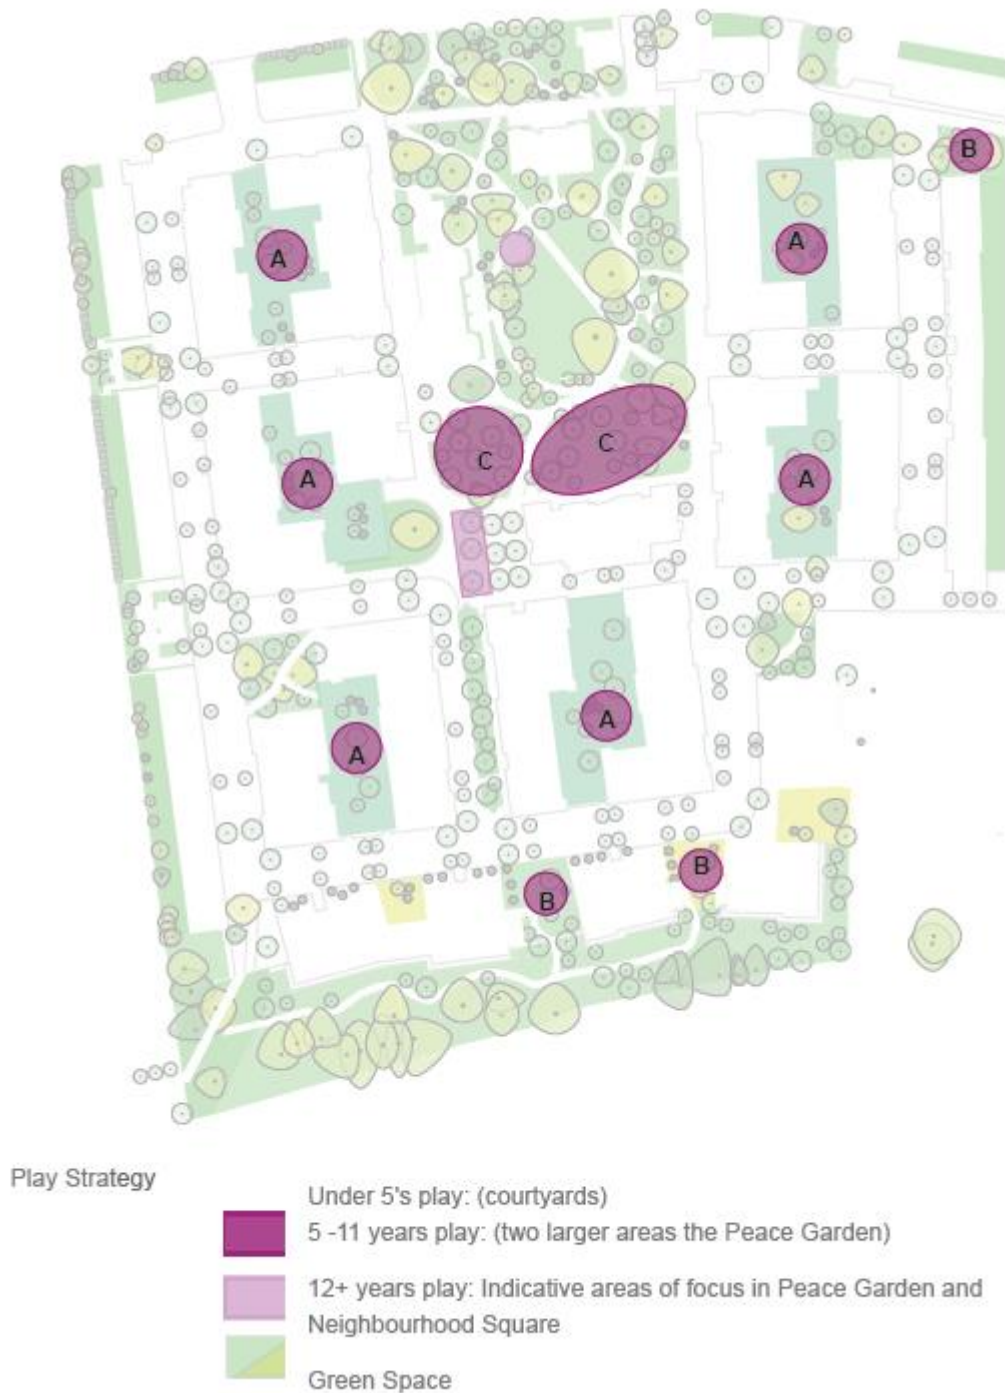 B
A
A
C
C
A
A
A
A
B
B
Play Strategy
Under 5's play: (courtyards)
5 -11 years play: (two larger areas the Peace Garden)
12+ years play: Indicative areas of focus in Peace Garden and
Neighbourhood Square
Green Space